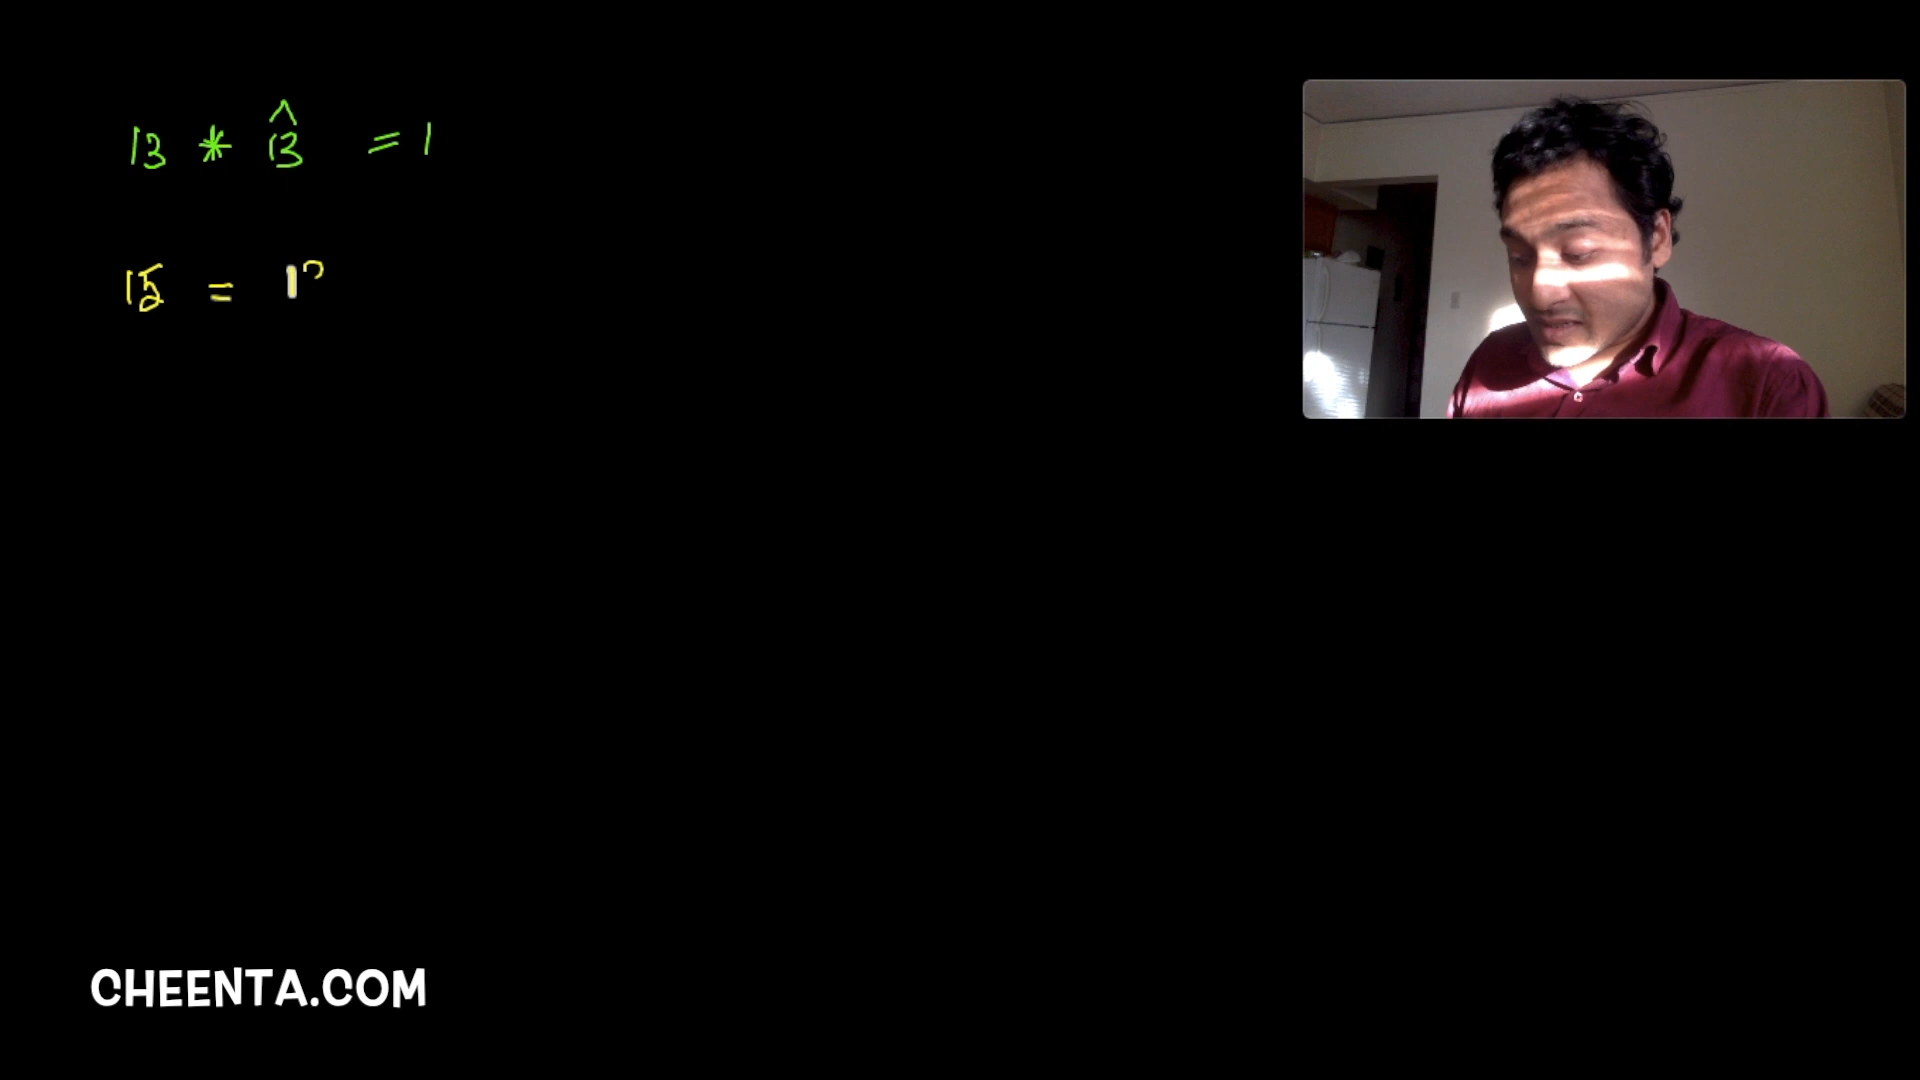 13 * 13̂ = 1
15 = 1
CHEENTA.COM